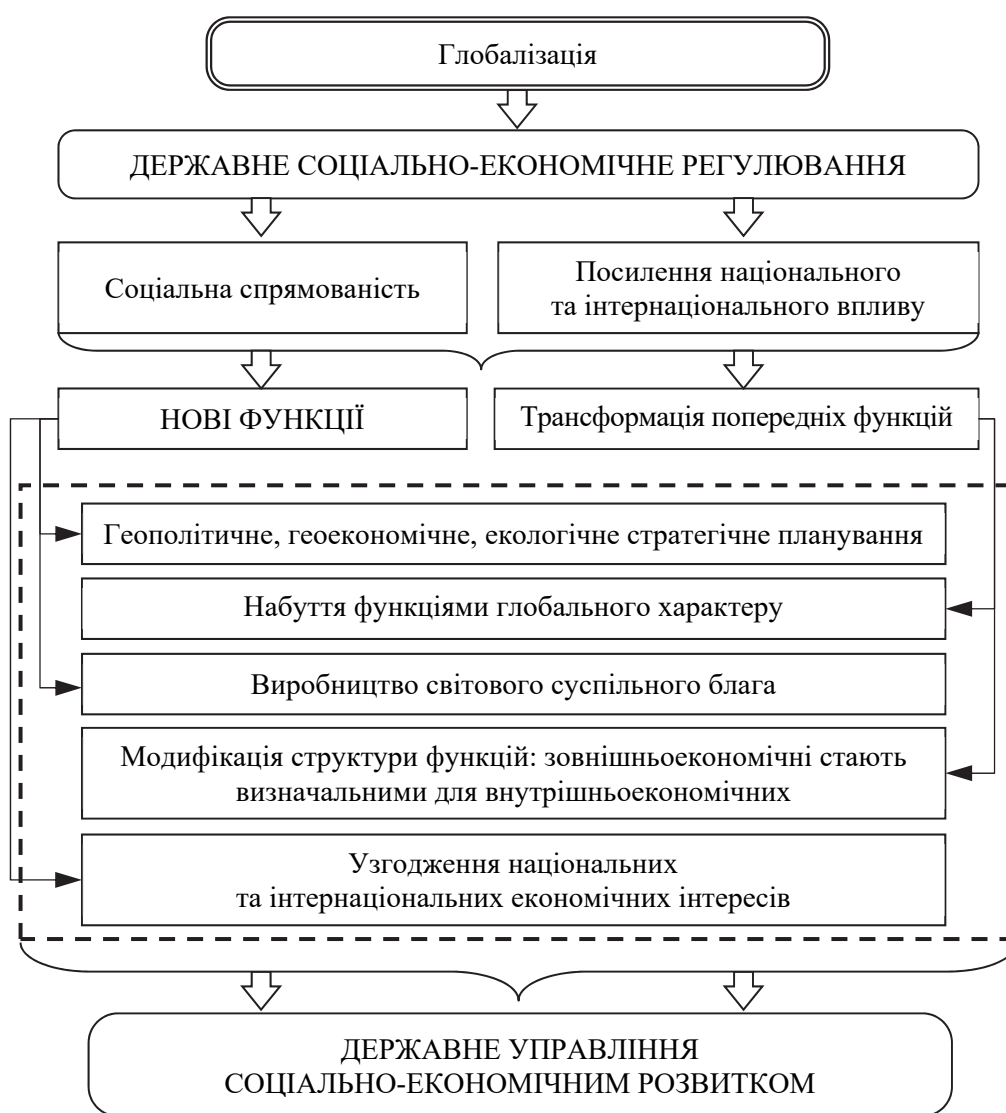 Глобалізація
ДЕРЖАВНЕ СОЦІАЛЬНО-ЕКОНОМІЧНЕ РЕГУЛЮВАННЯ
Соціальна спрямованість
Посилення національного
та інтернаціонального впливу
НОВІ ФУНКЦІЇ
Трансформація попередніх функцій
Геополітичне, геоекономічне, екологічне стратегічне планування
Набуття функціями глобального характеру
Виробництво світового суспільного блага
Модифікація структури функцій: зовнішньоекономічні стають
визначальними для внутрішньоекономічних
Узгодження національних
та інтернаціональних економічних інтересів
ДЕРЖАВНЕ УПРАВЛІННЯ
СОЦІАЛЬНО-ЕКОНОМІЧНИМ РОЗВИТКОМ